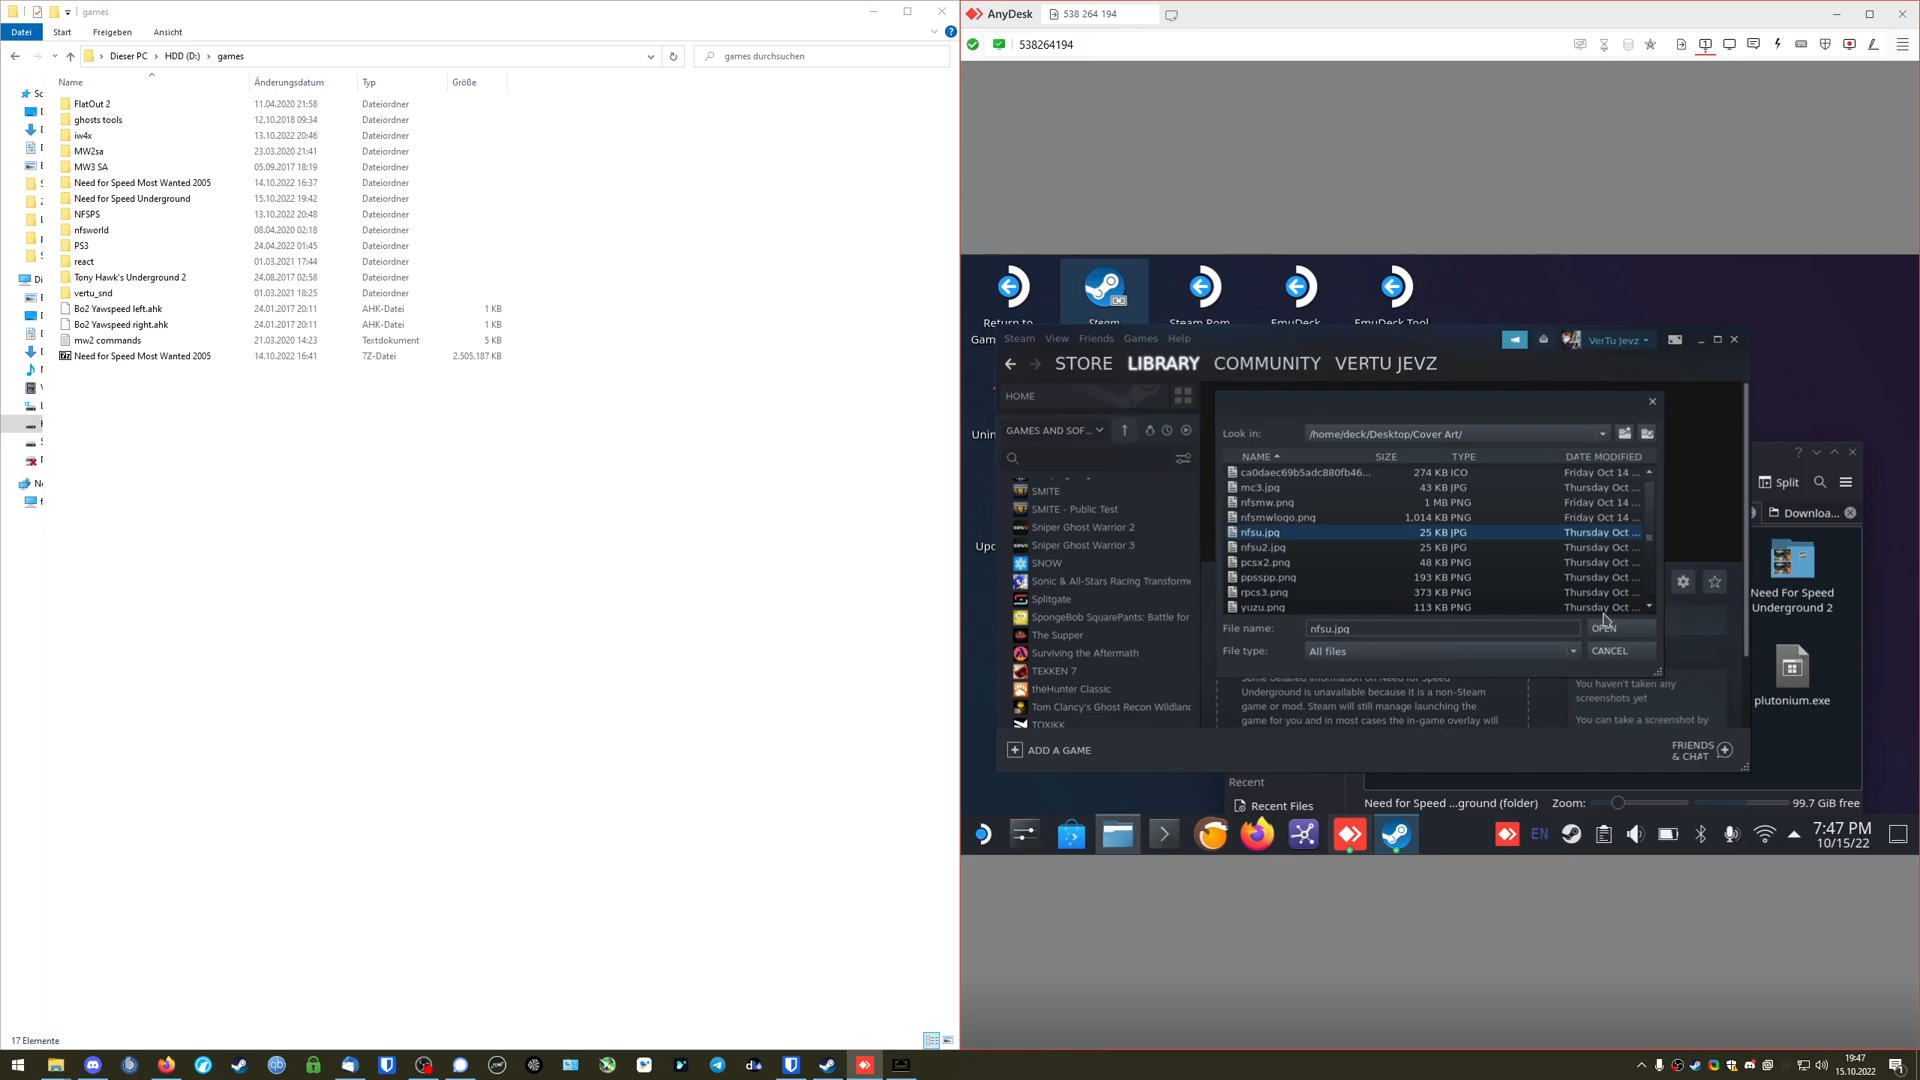 games
Datei Start Freigeben Ansicht
Dieser PC > HDD (D:) > games
games durchsuchen
Name Änderungsdatum Typ Größe
FlatOut 2 11.04.2020 21:58 Dateiordner
ghosts tools 12.10.2018 09:34 Dateiordner
iw4x 13.10.2022 20:46 Dateiordner
MW2sa 23.03.2020 21:41 Dateiordner
MW3 SA 05.09.2017 18:19 Dateiordner
Need for Speed Most Wanted 2005 14.10.2022 16:37 Dateiordner
Need for Speed Underground 15.10.2022 19:42 Dateiordner
NFSPS 13.10.2022 20:48 Dateiordner
nfsworld 08.04.2020 02:18 Dateiordner
PS3 24.04.2022 01:45 Dateiordner
react 01.03.2021 17:44 Dateiordner
Tony Hawk's Underground 2 24.08.2017 02:58 Dateiordner
vertu_snd 01.03.2021 18:25 Dateiordner
Bo2 Yawspeed left.ahk 24.01.2017 20:11 AHK-Datei 1 KB
Bo2 Yawspeed right.ahk 24.01.2017 20:11 AHK-Datei 1 KB
mw2 commands 21.03.2020 14:23 Textdokument 5 KB
Need for Speed Most Wanted 2005 14.10.2022 16:41 7Z-Datei 2.505.187 KB
17 Elemente
AnyDesk 538 264 194
538264194
Return to
Gam
Steam
Steam Rom
EmuDeck
EmuDeck Tool
Unin
Upc
Steam View Friends Games Help
VerTu Jevz
STORE LIBRARY COMMUNITY VERTU JEVZ
HOME
GAMES AND SOF...
SMITE
SMITE - Public Test
Sniper Ghost Warrior 2
Sniper Ghost Warrior 3
SNOW
Sonic & All-Stars Racing Transforme
Splitgate
SpongeBob SquarePants: Battle for
The Supper
Surviving the Aftermath
TEKKEN 7
theHunter Classic
Tom Clancy's Ghost Recon Wildlanc
TOXIKK
ADD A GAME
Look in: /home/deck/Desktop/Cover Art/
NAME SIZE TYPE DATE MODIFIED
ca0daec69b5adc880fb46... 274 KB ICO Friday Oct 14 ...
mc3.jpg 43 KB JPG Thursday Oct ...
nfsmw.png 1 MB PNG Friday Oct 14 ...
nfsmwlogo.png 1,014 KB PNG Friday Oct 14 ...
nfsu.jpg 25 KB JPG Thursday Oct ...
nfsu2.jpg 25 KB JPG Thursday Oct ...
pcsx2.png 48 KB PNG Thursday Oct ...
ppsspp.png 193 KB PNG Thursday Oct ...
rpcs3.png 373 KB PNG Thursday Oct ...
yuzu.png 113 KB PNG Thursday Oct ...
File name: nfsu.jpg OPEN
File type: All files CANCEL
Some detailed information on Need for Speed
Underground is unavailable because it is a non-Steam
game or mod. Steam will still manage launching the
game for you and in most cases the in-game overlay will
You haven't taken any
screenshots yet
You can take a screenshot by
FRIENDS
& CHAT
Split
Downloa...
Need For Speed
Underground 2
plutonium.exe
Recent
Recent Files
Need for Speed ...ground (folder) Zoom: 99.7 GiB free
EN
7:47 PM
10/15/22
19:47
15.10.2022